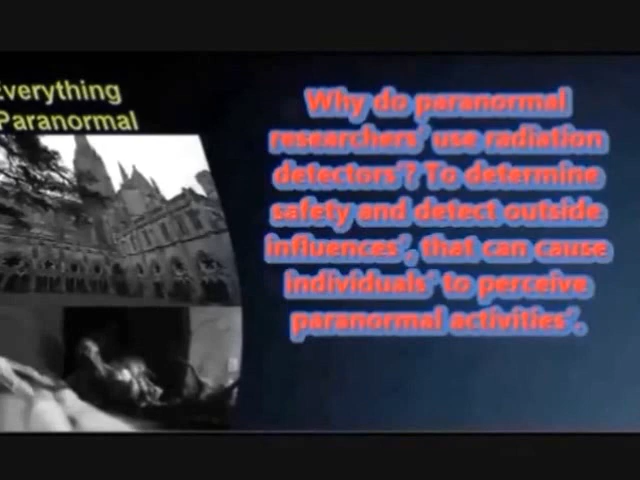 Everything
Paranormal
Why do paranormal
researchers' use radiation
detectors'? To determine
safety and detect outside
influences', that can cause
individuals' to perceive
paranormal activities'.